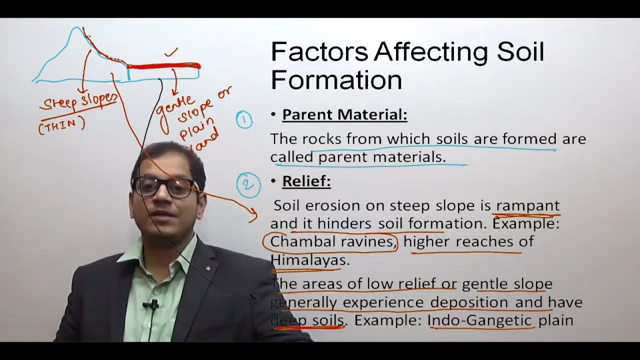 Factors Affecting Soil
Formation
steep slopes
(THIN)
gentle
slope or
plain
land
1
• Parent Material:
The rocks from which soils are formed are
called parent materials.
2
• Relief:
Soil erosion on steep slope is rampant
and it hinders soil formation. Example:
Chambal ravines, higher reaches of
Himalayas.
The areas of low relief or gentle slope
generally experience deposition and have
deep soils. Example: Indo-Gangetic plain